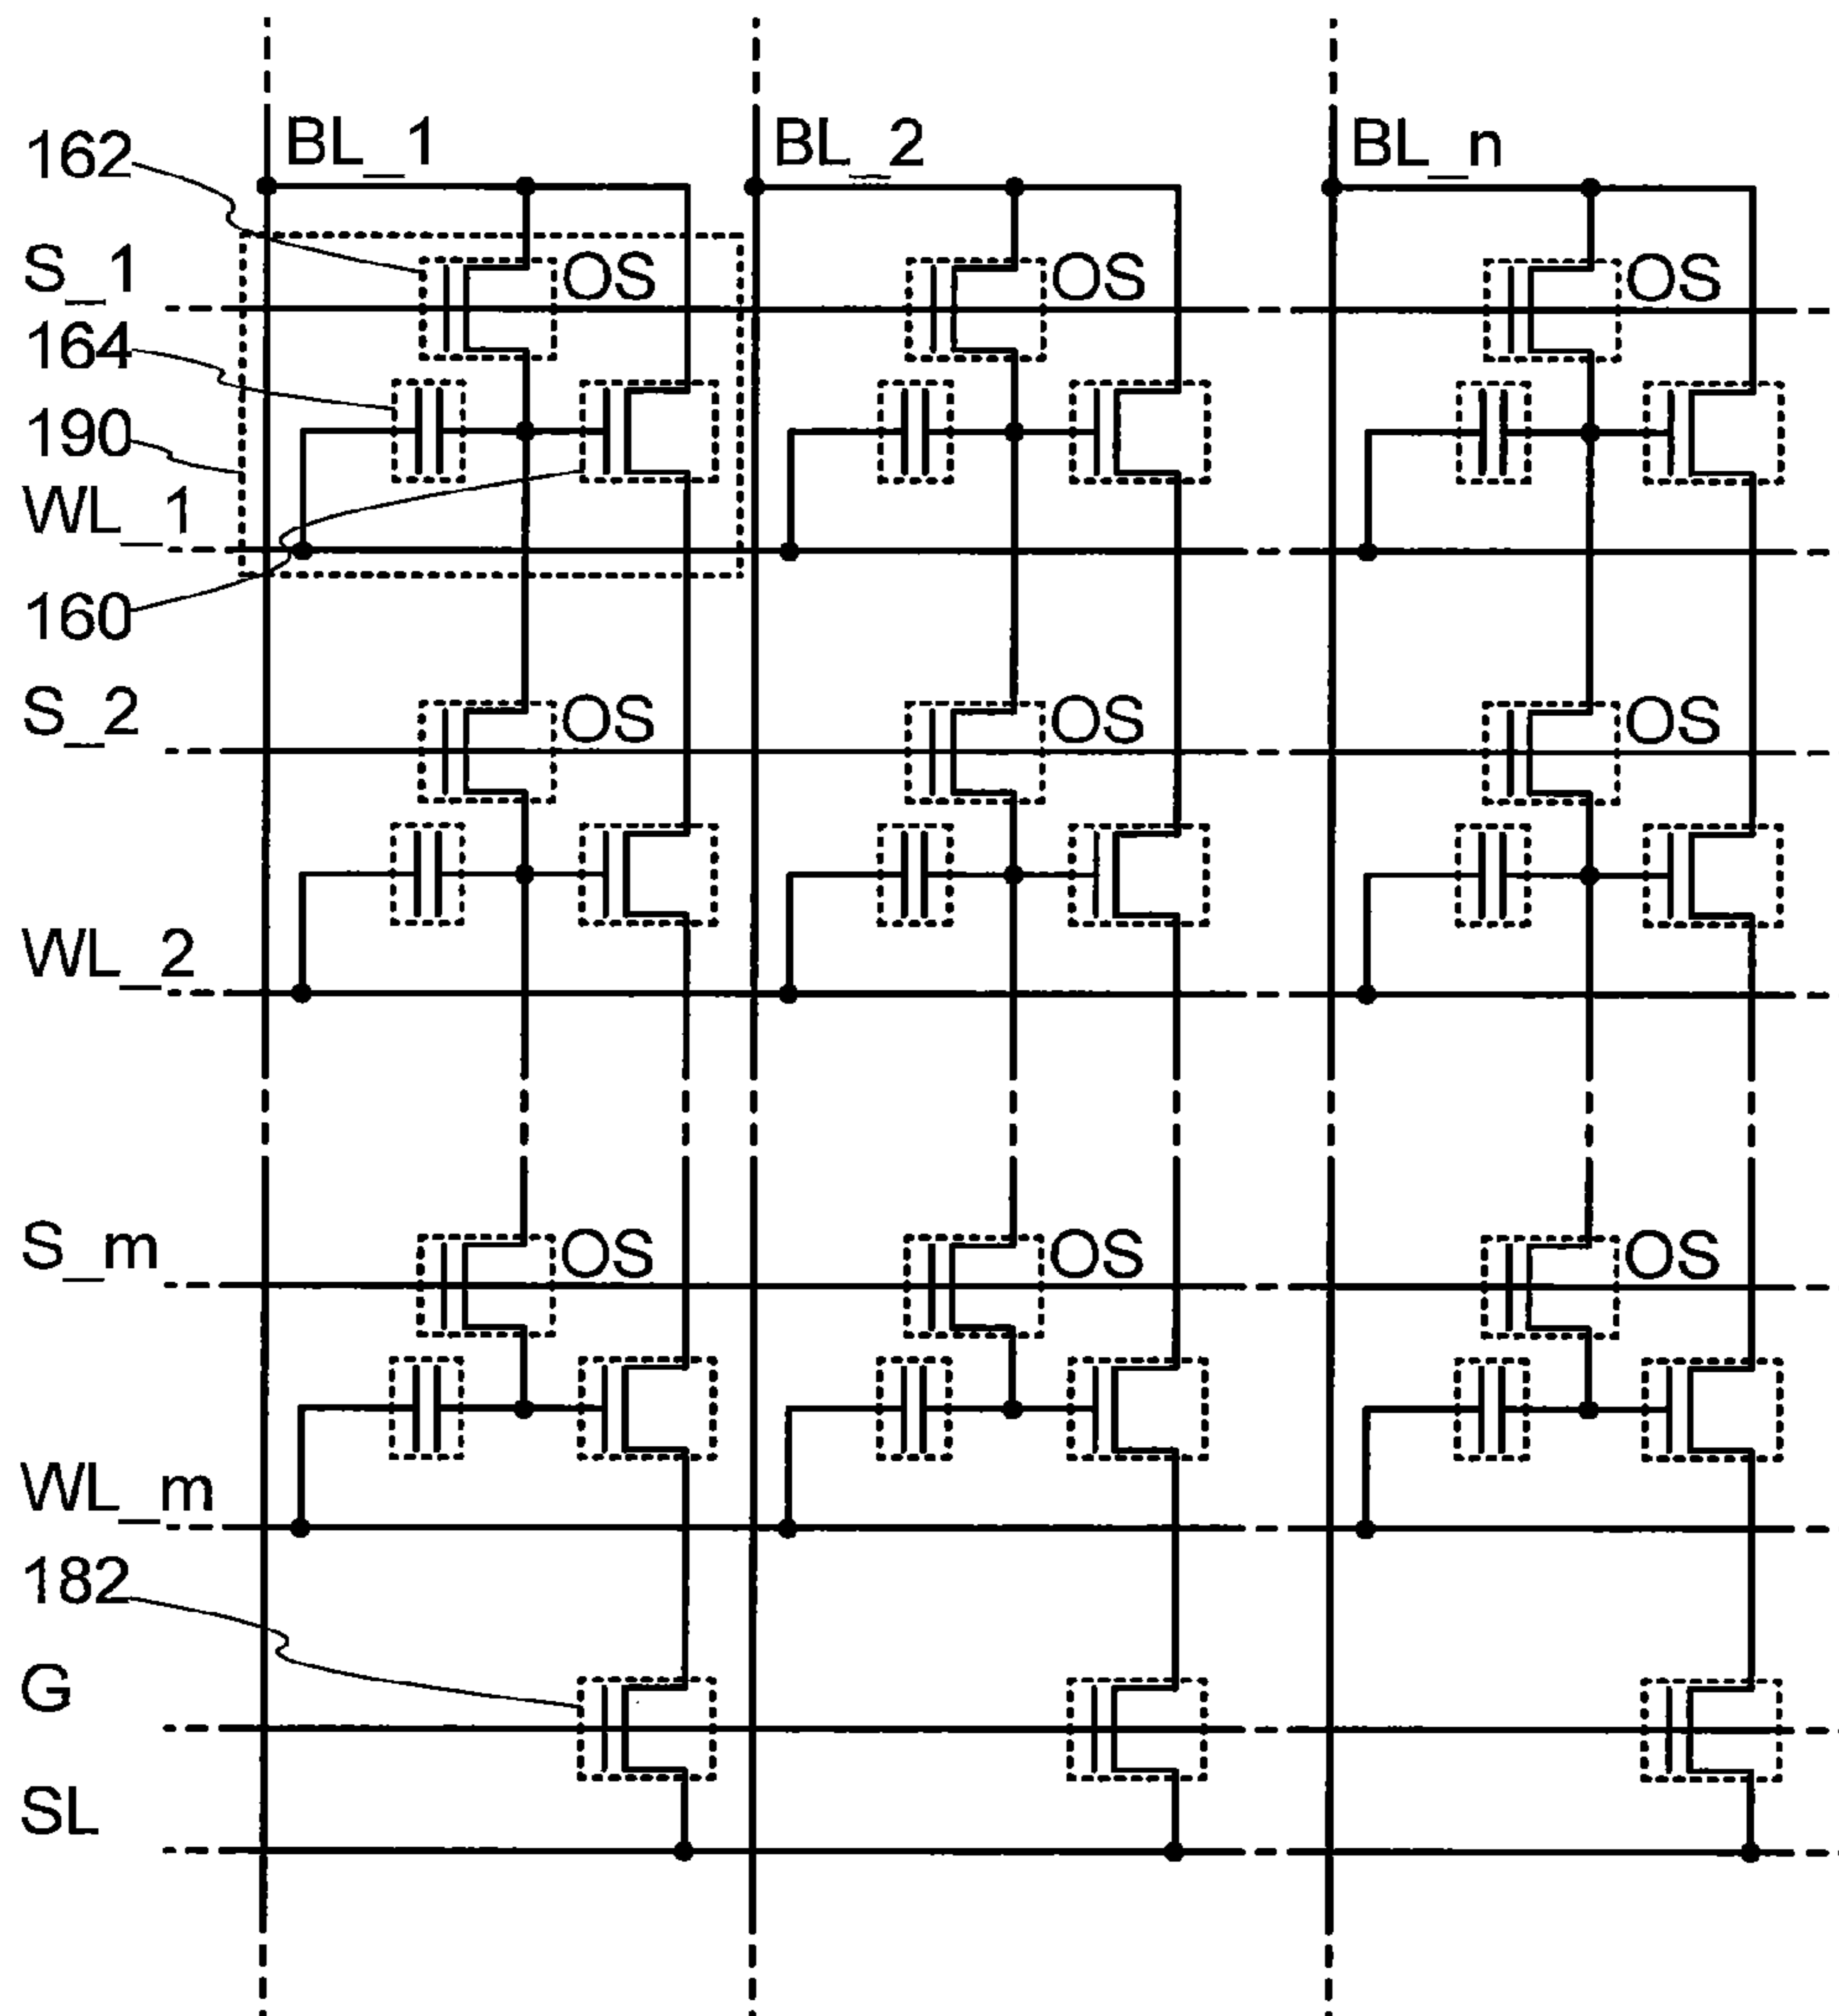 BL_1 BL_2 BL_n
162
S_1 OS OS OS
164
190
WL_1
160
S_2 OS OS OS
WL_2
S_m OS OS OS
WL_m
182
G
SL